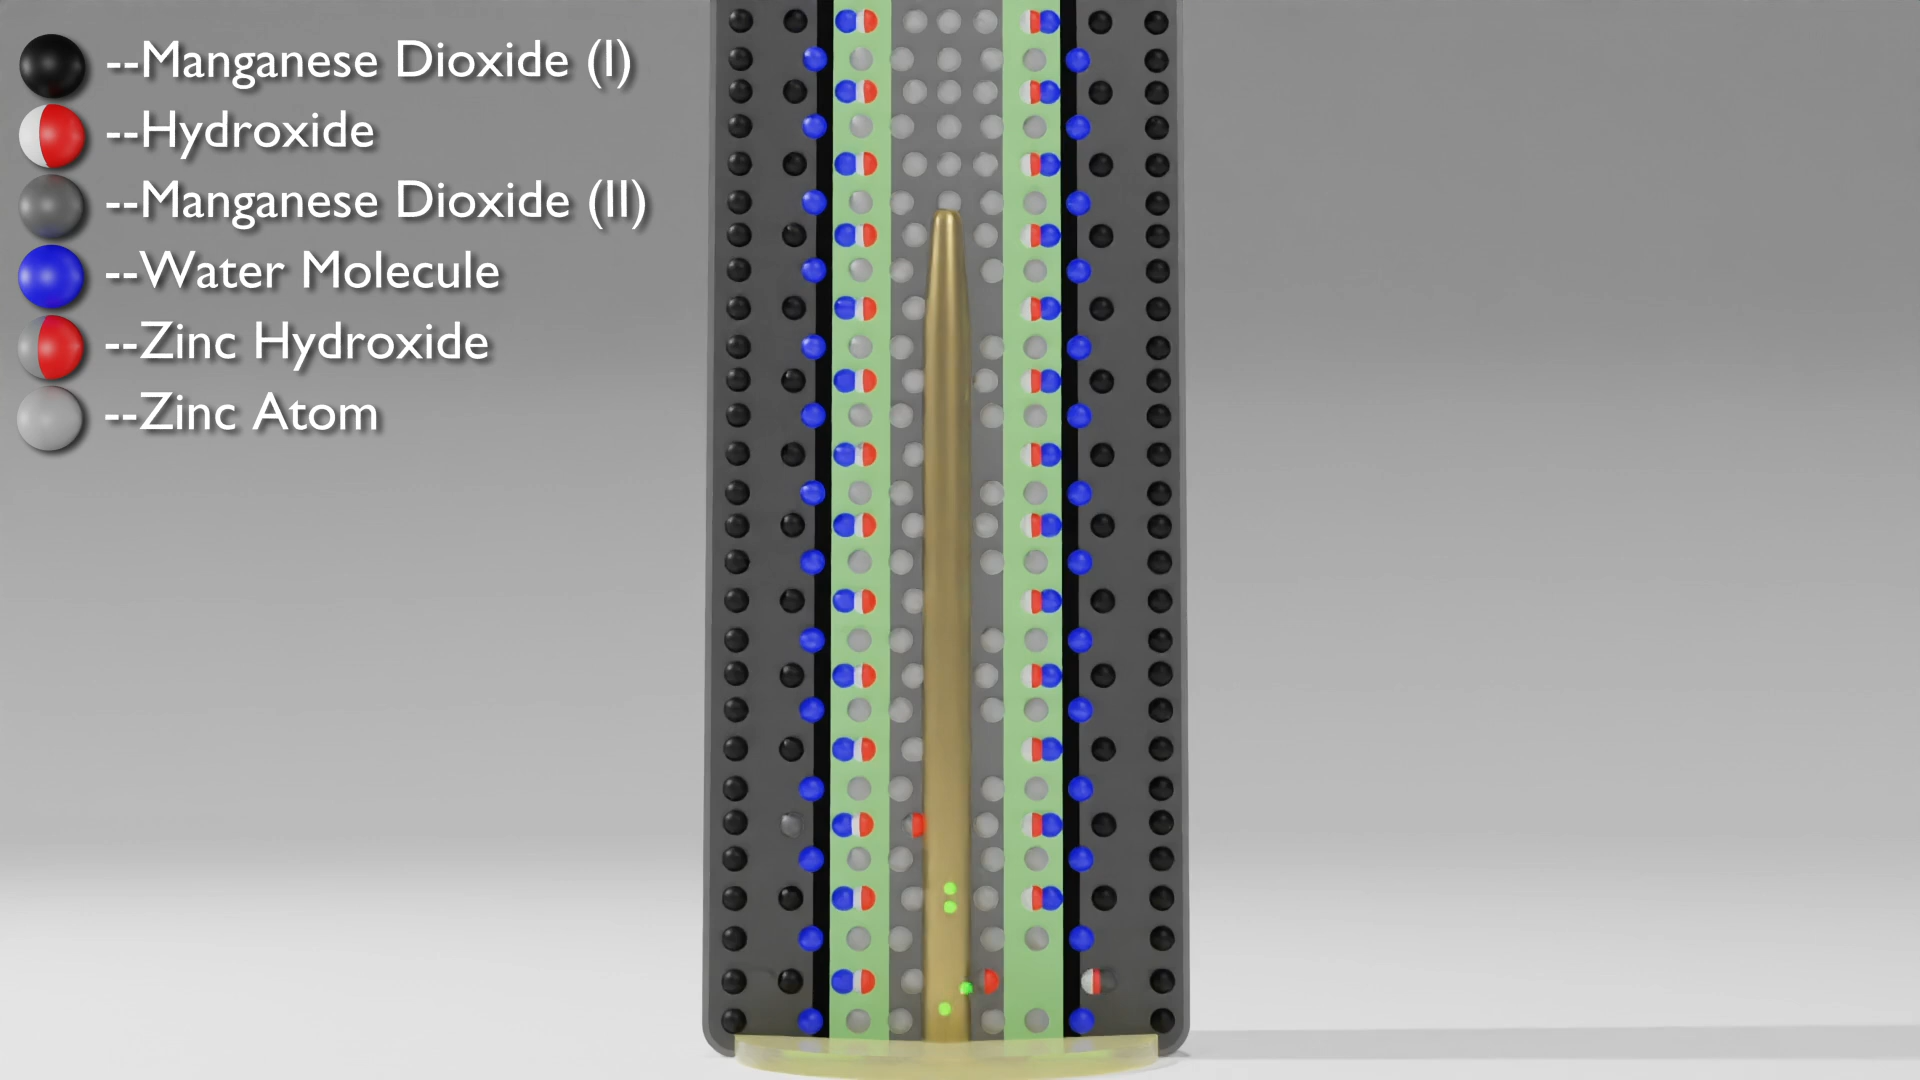 --Manganese Dioxide (I)
--Hydroxide
--Manganese Dioxide (II)
--Water Molecule
--Zinc Hydroxide
--Zinc Atom